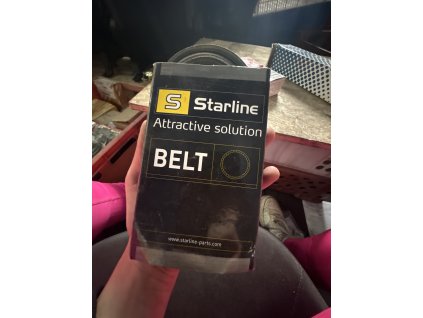 S Starline
Attractive solution
BELT
www.starline-parts.com